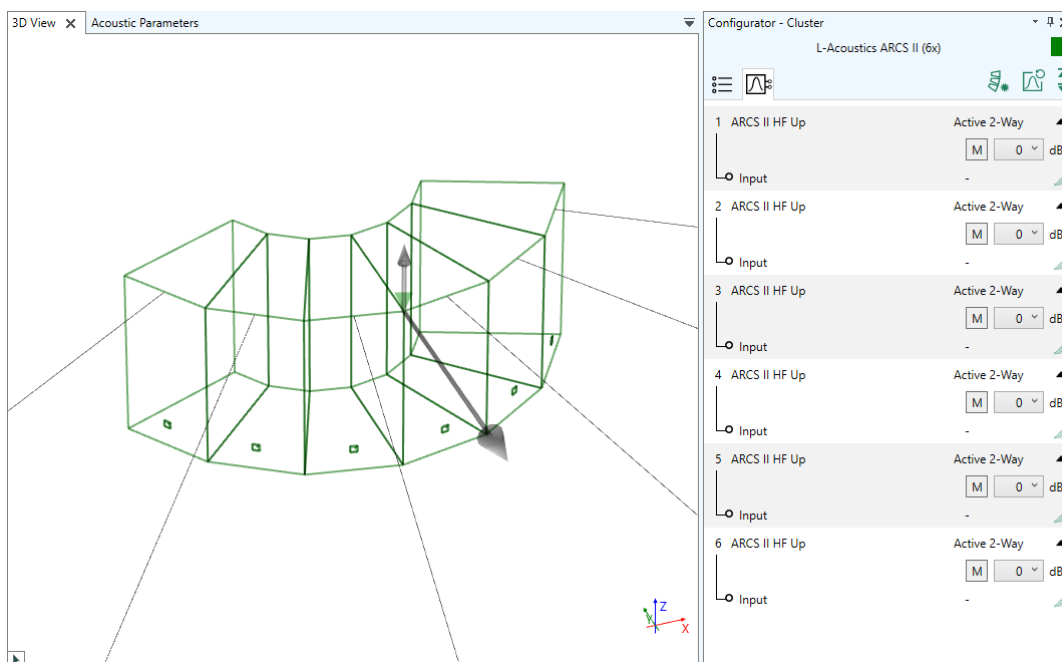 3D View
Acoustic Parameters
Configurator - Cluster
L-Acoustics ARCS II (6x)
1 ARCS II HF Up Active 2-Way
M 0 dB
Input -
2 ARCS II HF Up Active 2-Way
M 0 dB
Input -
3 ARCS II HF Up Active 2-Way
M 0 dB
Input -
4 ARCS II HF Up Active 2-Way
M 0 dB
Input -
5 ARCS II HF Up Active 2-Way
M 0 dB
Input -
6 ARCS II HF Up Active 2-Way
M 0 dB
Input -
Z
Y
X